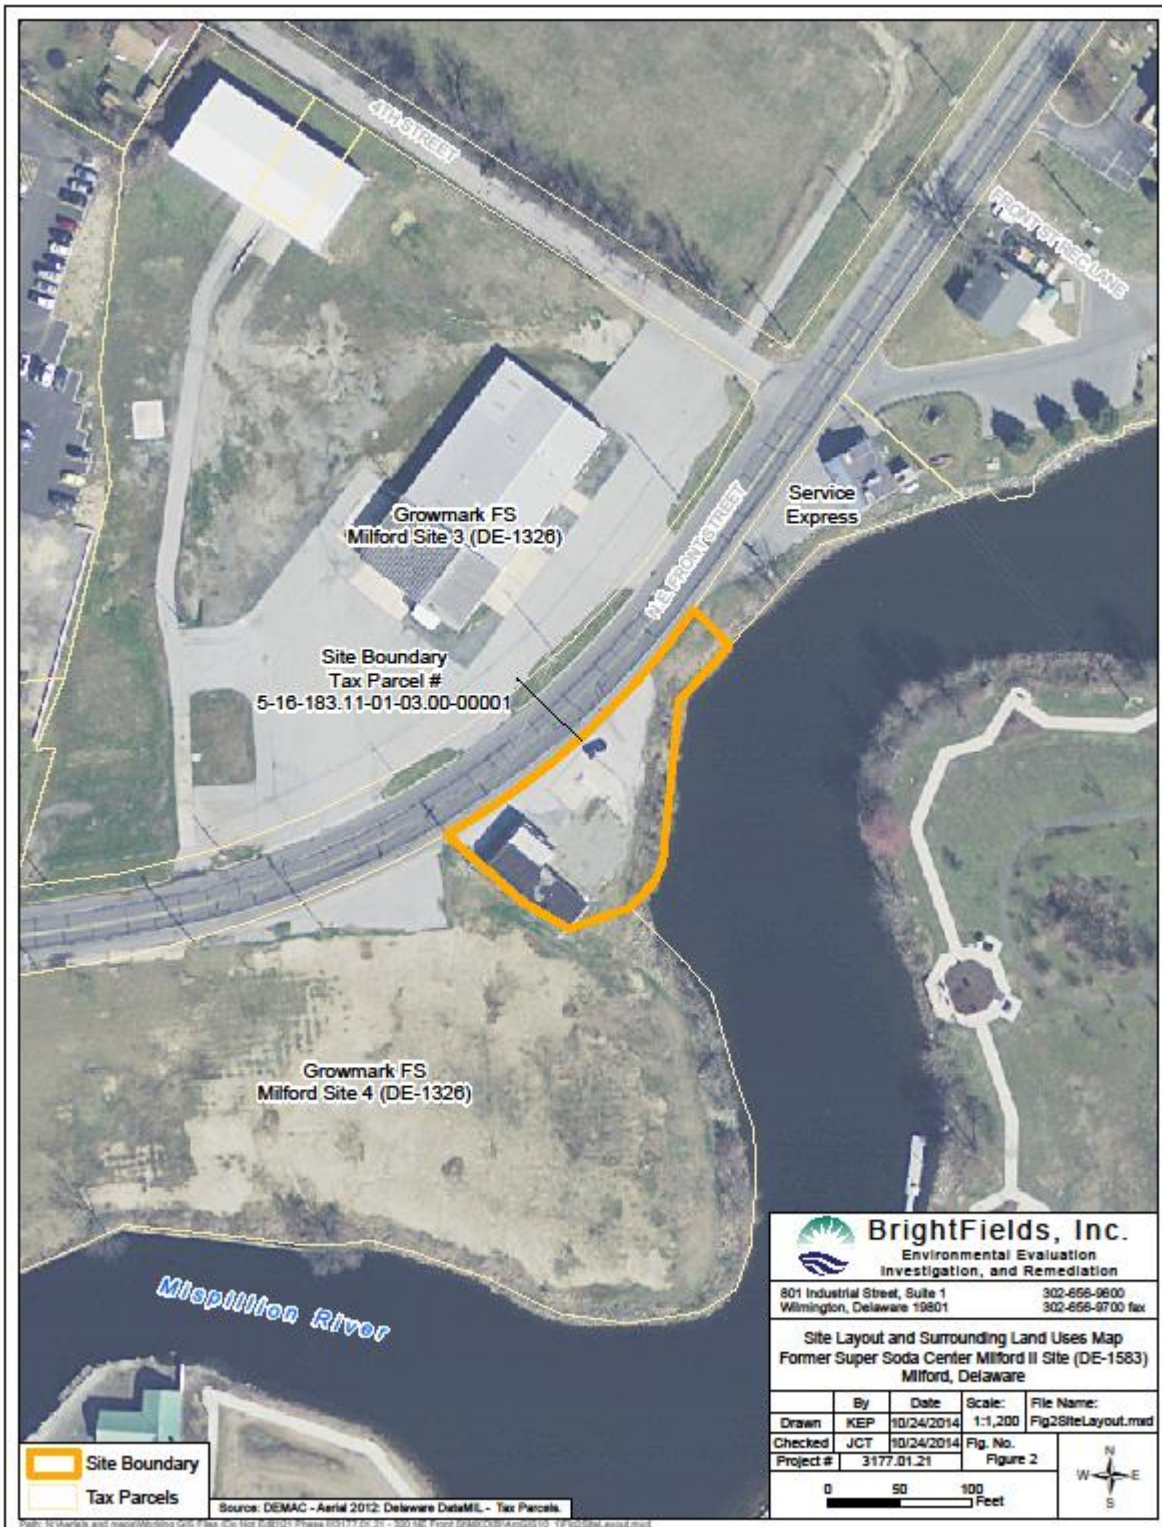 4TH STREET
FRONT ST REC LANE
Service
Express
Growmark FS
Milford Site 3 (DE-1326)
N.E. FRONT STREET
Site Boundary
Tax Parcel #
5-16-183.11-01-03.00-00001
Growmark FS
Milford Site 4 (DE-1326)
Mispillion River
BrightFields, Inc.
Environmental Evaluation
Investigation, and Remediation
801 Industrial Street, Suite 1 302-656-9600
Wilmington, Delaware 19801 302-656-9700 fax
Site Layout and Surrounding Land Uses Map
Former Super Soda Center Milford II Site (DE-1583)
Milford, Delaware
By Date Scale: File Name:
Drawn KEP 10/24/2014 1:1,200 Fig2SiteLayout.mxd
Checked JCT 10/24/2014 Fig. No.
Project # 3177.01.21 Figure 2
N
W E
S
0 50 100
Feet
Site Boundary
Tax Parcels
Source: DEMAC - Aerial 2012; Delaware DataMIL - Tax Parcels.